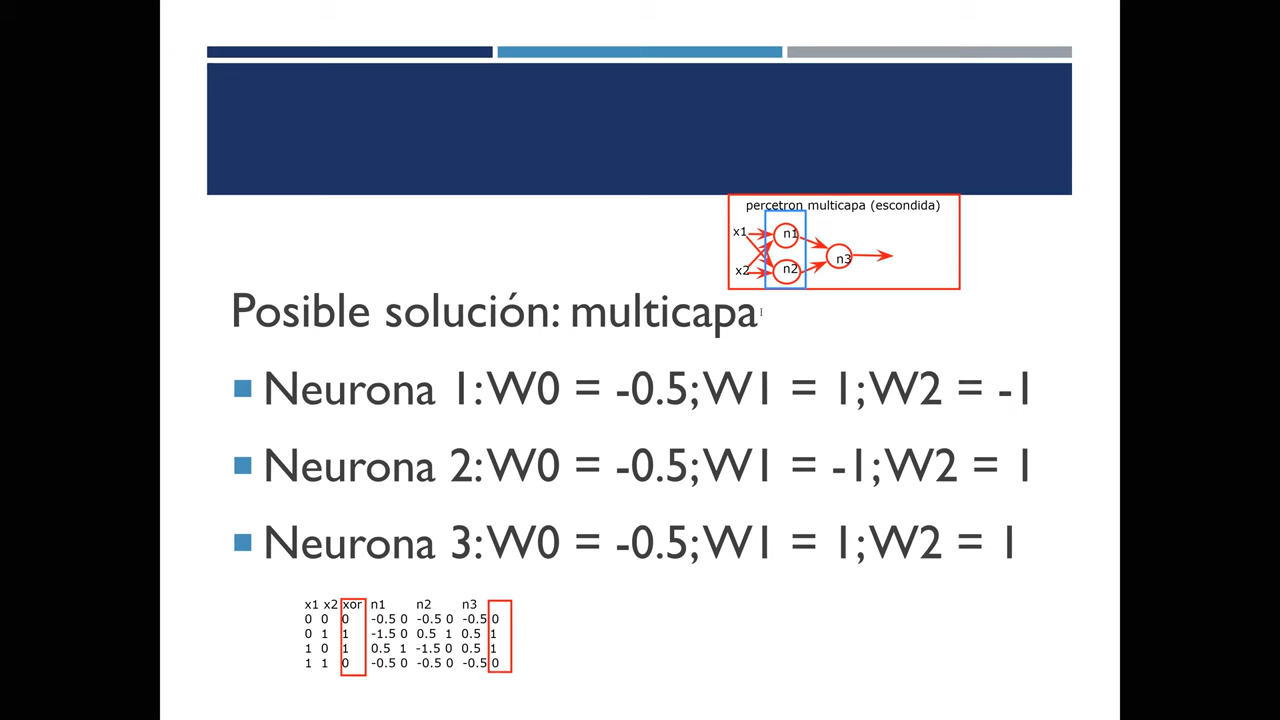 percetron multicapa (escondida)
x1 n1
n3
x2 n2
Posible solución: multicapa
Neurona 1: W0 = -0.5; W1 = 1; W2 = -1
Neurona 2: W0 = -0.5; W1 = -1; W2 = 1
Neurona 3: W0 = -0.5; W1 = 1; W2 = 1
x1 x2 xor n1 n2 n3
0 0 0 -0.5 0 -0.5 0 -0.5 0
0 1 1 -1.5 0 0.5 1 0.5 1
1 0 1 0.5 1 -1.5 0 0.5 1
1 1 0 -0.5 0 -0.5 0 -0.5 0